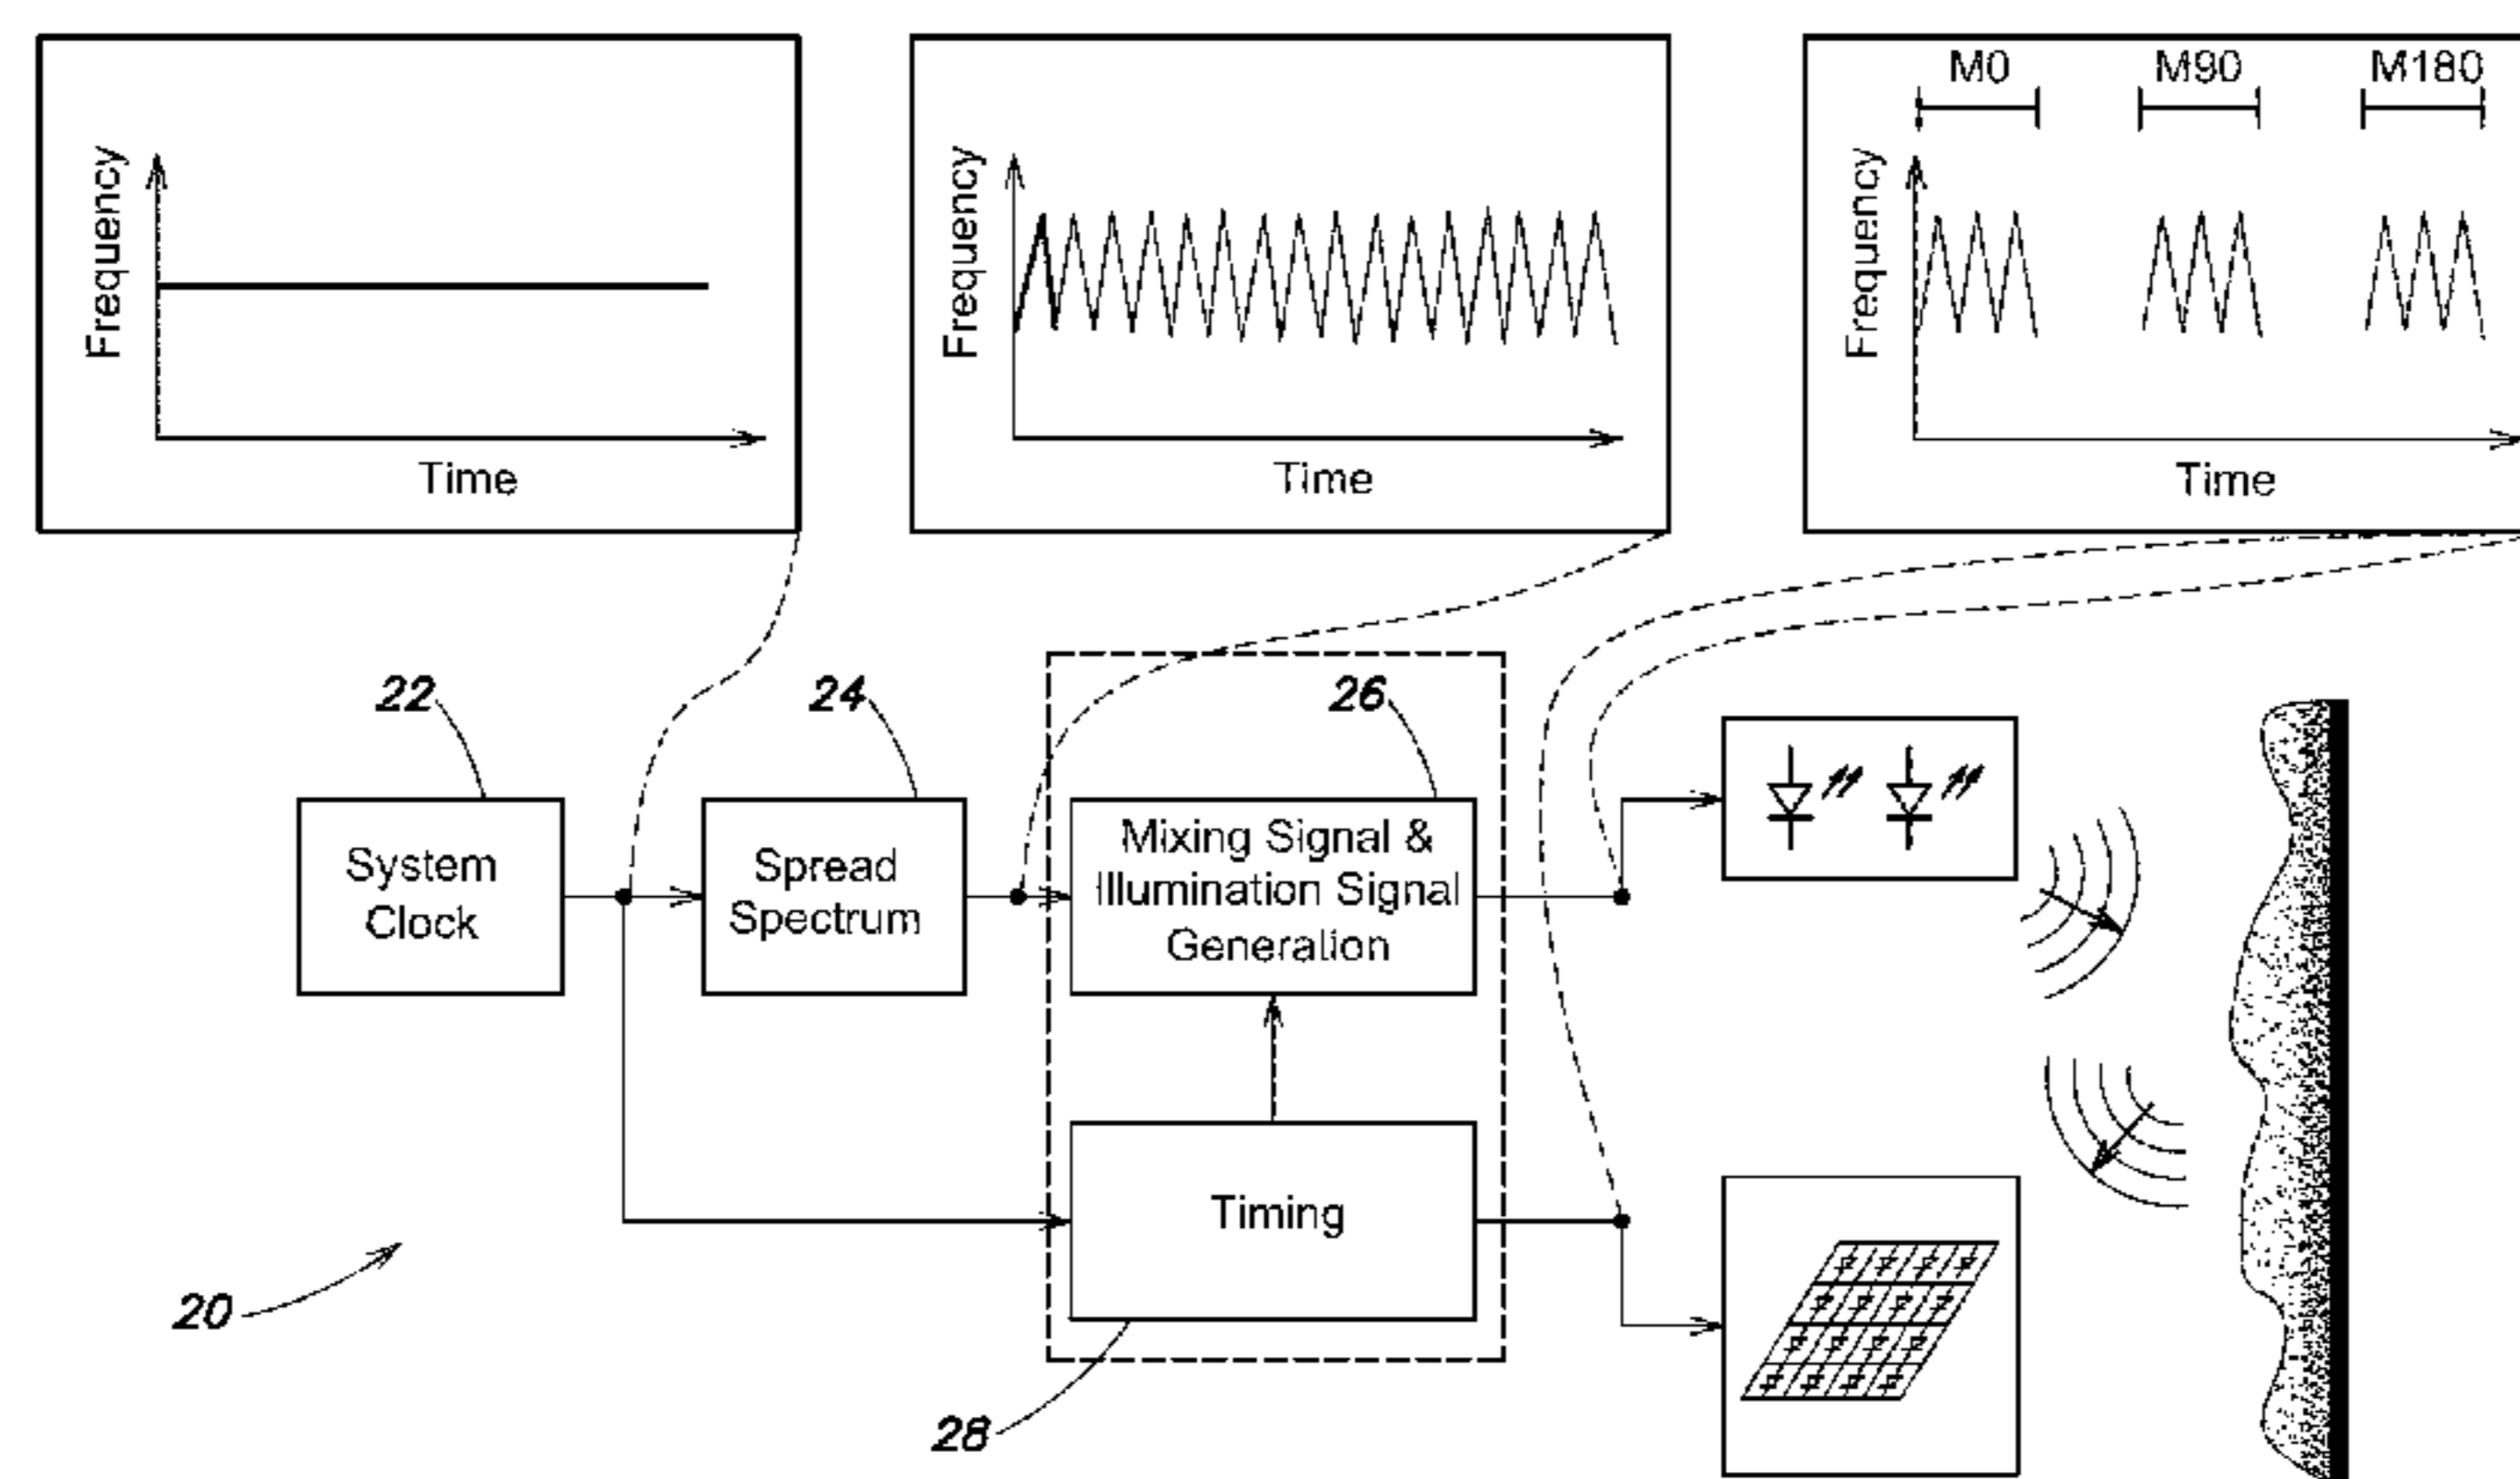 M0
M90
M180
Frequency
Time
Frequency
Time
Frequency
Time
22
24
26
System
Clock
Spread
Spectrum
Mixing Signal &
Illumination Signal
Generation
Timing
20
28